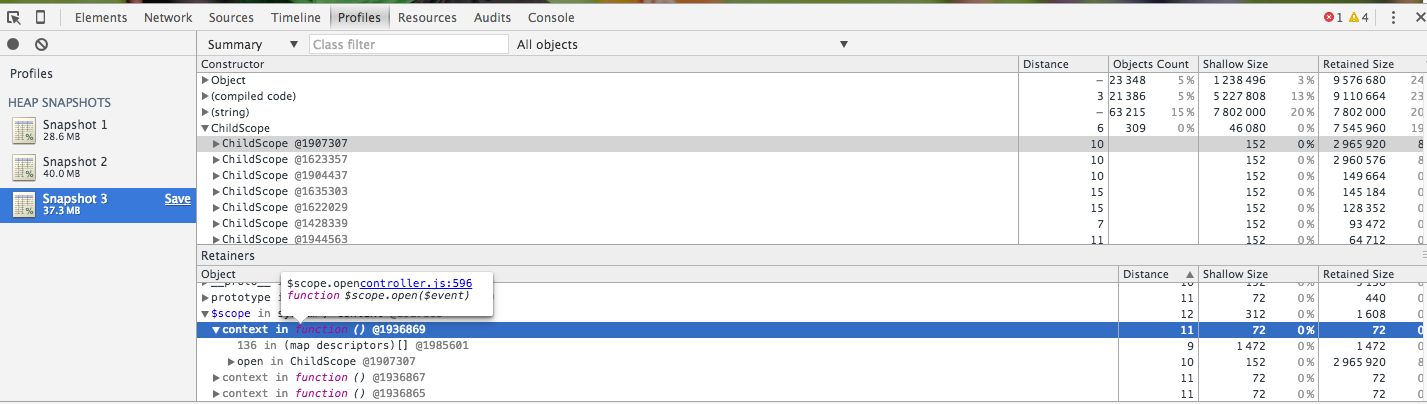 Elements Network Sources Timeline Profiles Resources Audits Console 1 4
Summary Class filter All objects
Profiles
HEAP SNAPSHOTS
Snapshot 1
28.6 MB
Snapshot 2
40.0 MB
Snapshot 3 Save
37.3 MB
Constructor Distance Objects Count Shallow Size Retained Size
Object – 23 348 5% 1 238 496 3% 9 576 680 24
(compiled code) 3 21 386 5% 5 227 808 13% 9 110 664 23
(string) – 63 215 15% 7 802 000 20% 7 802 000 20
ChildScope 6 309 0% 46 080 0% 7 545 960 19
ChildScope @1907307 10 152 0% 2 965 920 8
ChildScope @1623357 10 152 0% 2 960 576 8
ChildScope @1904437 10 152 0% 149 664 0
ChildScope @1635303 15 152 0% 145 184 0
ChildScope @1622029 15 152 0% 128 352 0
ChildScope @1428339 7 152 0% 93 472 0
ChildScope @1944563 11 152 0% 64 712 0
Retainers
Object Distance Shallow Size Retained Size
$scope.opencontroller.js:596
function $scope.open($event)
__proto__
prototype in 11 72 0% 440 0
$scope in 12 312 0% 1 608 0
context in function () @1936869 11 72 0% 72 0
136 in (map descriptors)[] @1985601 9 1 472 0% 1 472 0
open in ChildScope @1907307 10 152 0% 2 965 920 8
context in function () @1936867 11 72 0% 72 0
context in function () @1936865 11 72 0% 72 0